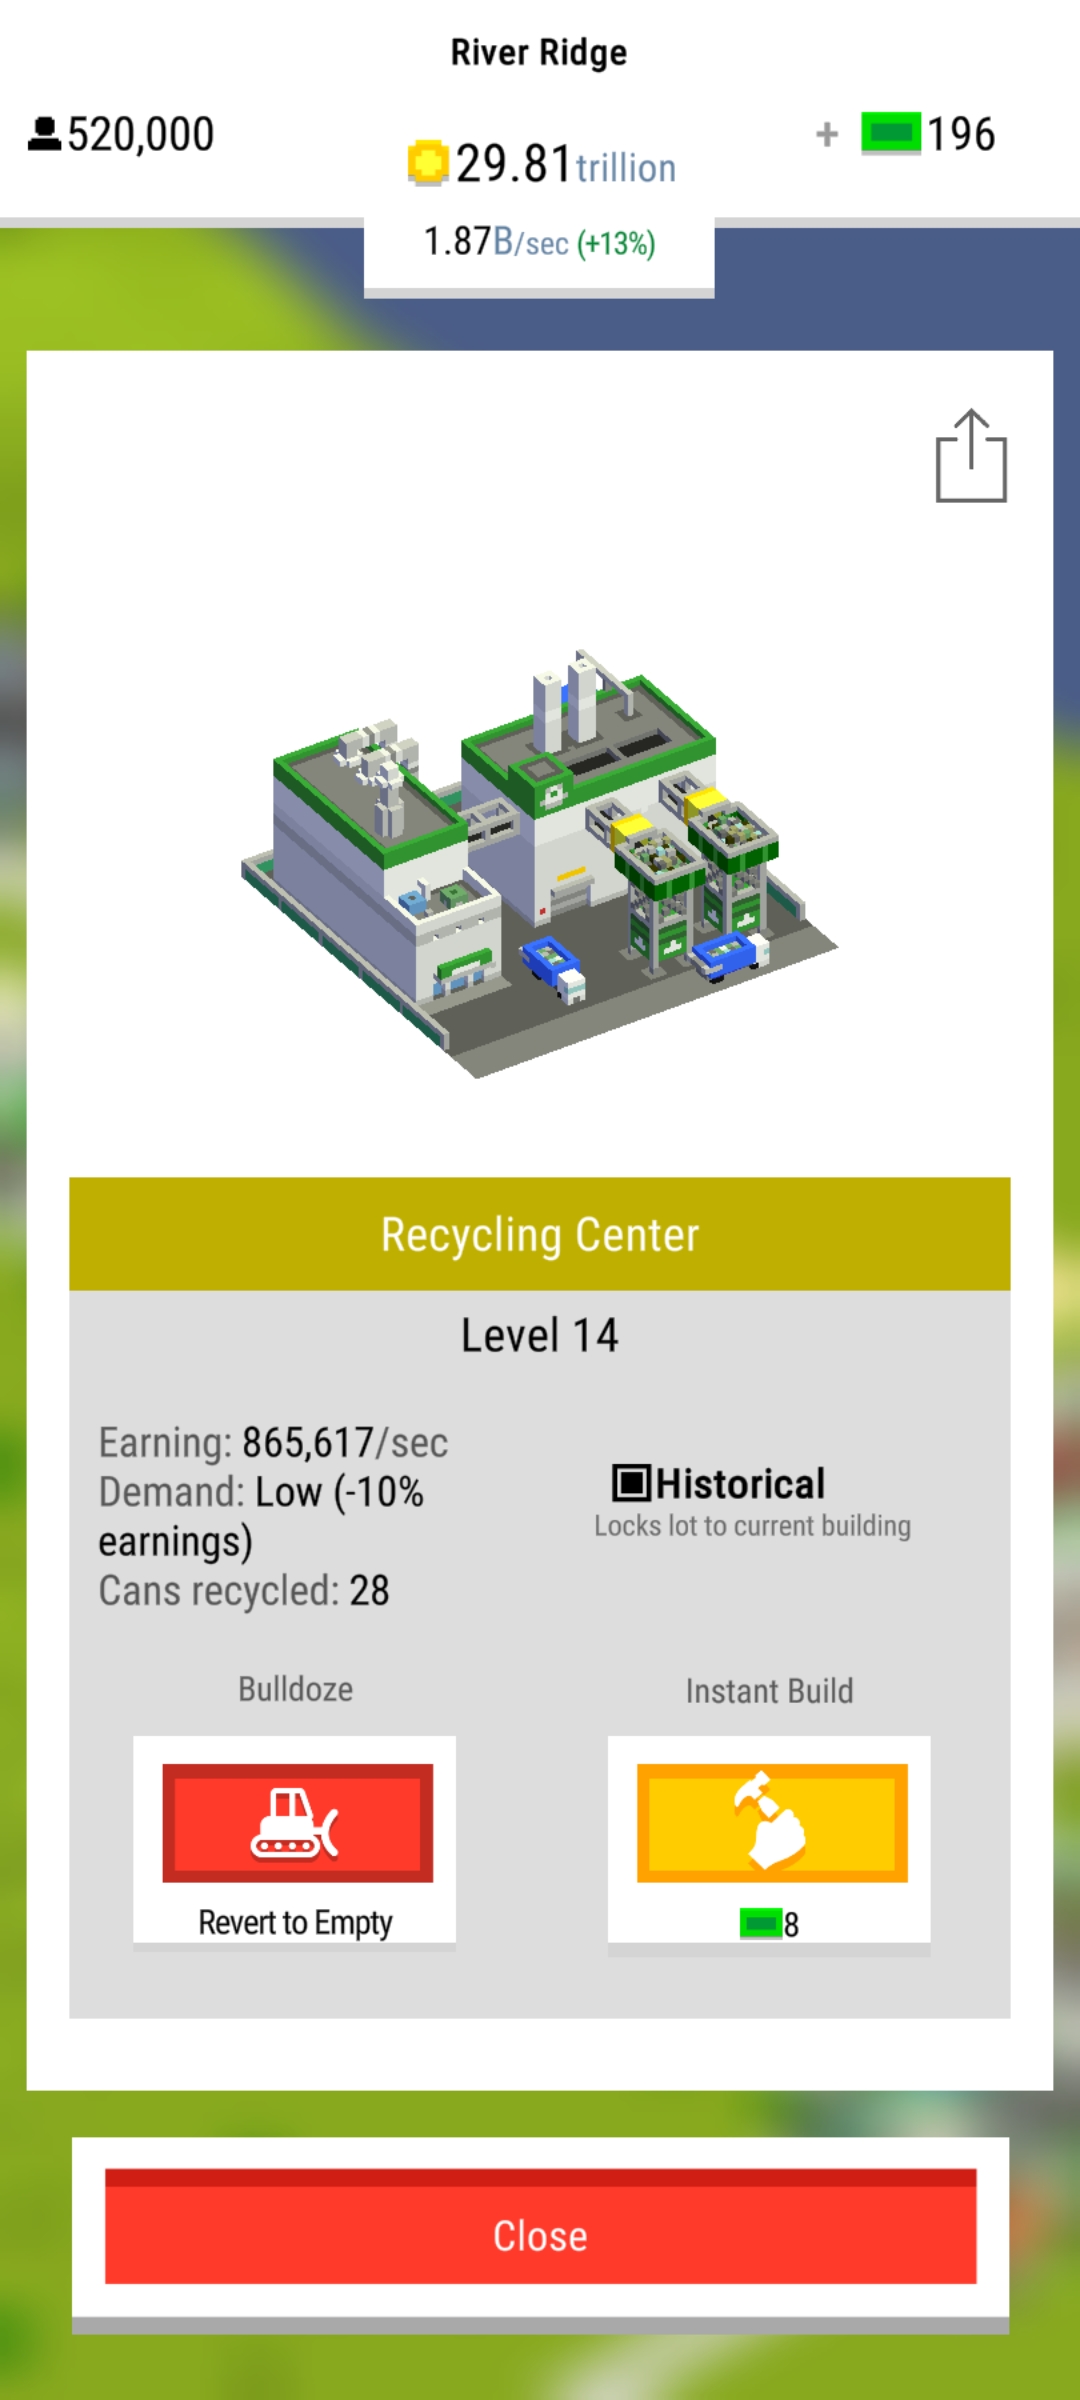 River Ridge
520,000
29.81trillion
+ 196
1.87B/sec (+13%)
Recycling Center
Level 14
Earning: 865,617/sec
Demand: Low (-10%
earnings)
Cans recycled: 28
Historical
Locks lot to current building
Bulldoze
Revert to Empty
Instant Build
8
Close